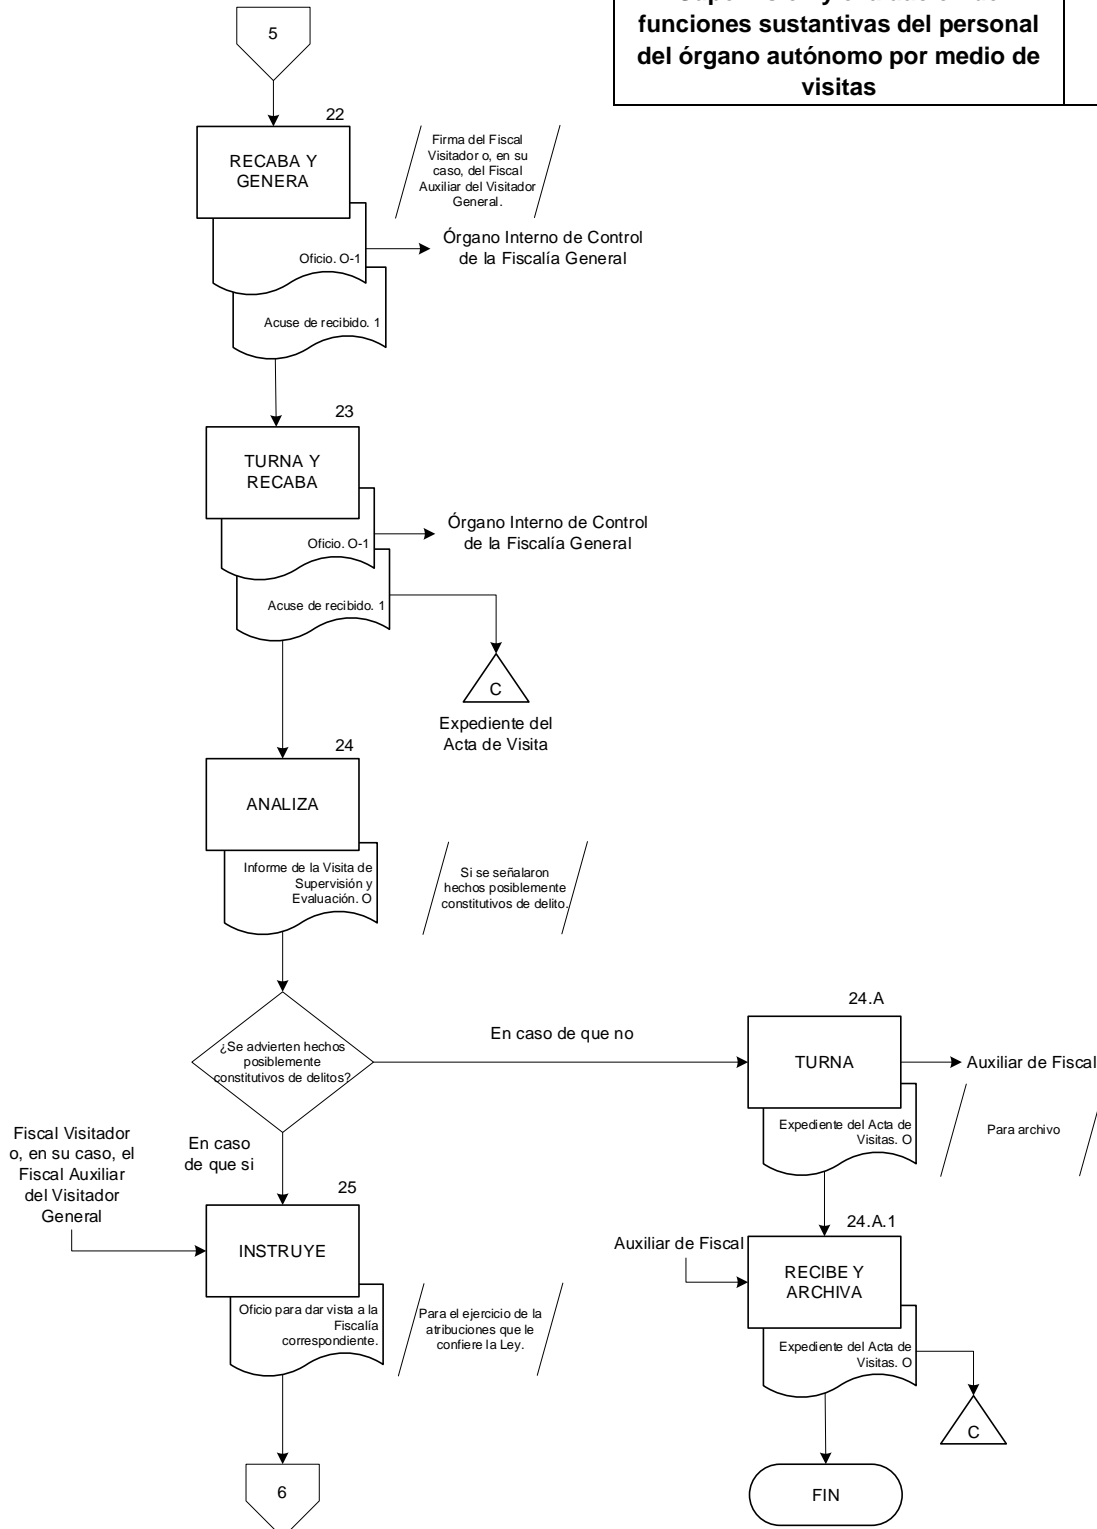 funciones sustantivas del personal
del órgano autónomo por medio de
visitas
5
22
RECABA Y
GENERA
Firma del Fiscal
Visitador o, en su
caso, del Fiscal
Auxiliar del Visitador
General.
Oficio. O-1
Órgano Interno de Control
de la Fiscalía General
Acuse de recibido. 1
23
TURNA Y
RECABA
Oficio. O-1
Órgano Interno de Control
de la Fiscalía General
Acuse de recibido. 1
C
Expediente del
Acta de Visita
24
ANALIZA
Informe de la Visita de
Supervisión y
Evaluación. O
Si se señalaron
hechos posiblemente
constitutivos de delito.
¿Se advierten hechos
posiblemente
constitutivos de delitos?
En caso de que no
24.A
TURNA
Auxiliar de Fiscal
Expediente del Acta de
Visitas. O
Para archivo
Fiscal Visitador
o, en su caso, el
Fiscal Auxiliar
del Visitador
General
En caso
de que si
25
INSTRUYE
Oficio para dar vista a la
Fiscalía
correspondiente.
Para el ejercicio de la
atribuciones que le
confiere la Ley.
24.A.1
Auxiliar de Fiscal
RECIBE Y
ARCHIVA
Expediente del Acta de
Visitas. O
C
6
FIN